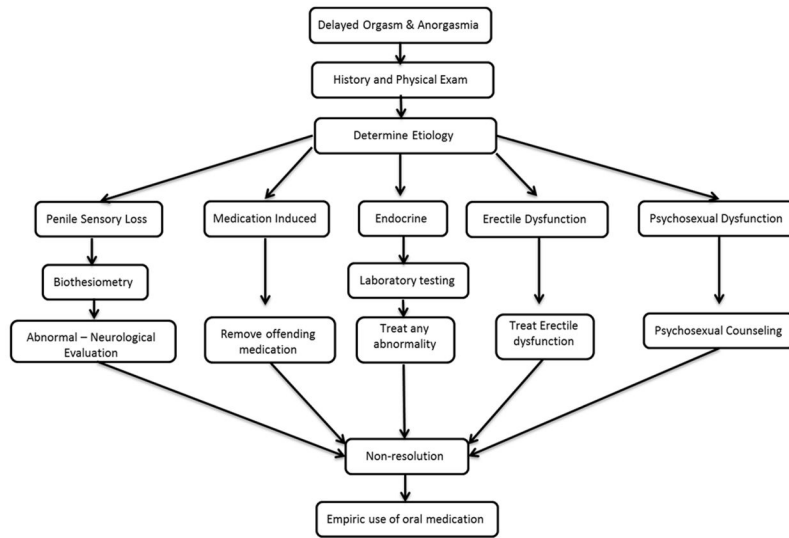 Delayed Orgasm & Anorgasmia
History and Physical Exam
Determine Etiology
Penile Sensory Loss
Medication Induced
Endocrine
Erectile Dysfunction
Psychosexual Dysfunction
Biothesiometry
Laboratory testing
Abnormal – Neurological
Evaluation
Remove offending
medication
Treat any
abnormality
Treat Erectile
dysfunction
Psychosexual Counseling
Non-resolution
Empiric use of oral medication